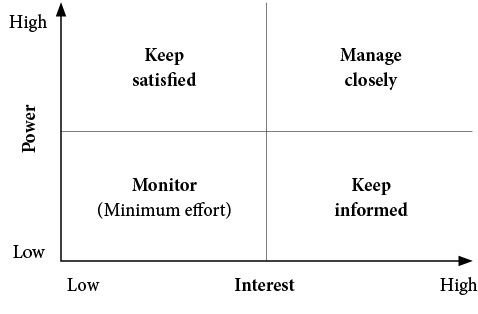 High
Keep
satisfied
Manage
closely
Power
Monitor
(Minimum effort)
Keep
informed
Low
Low
Interest
High